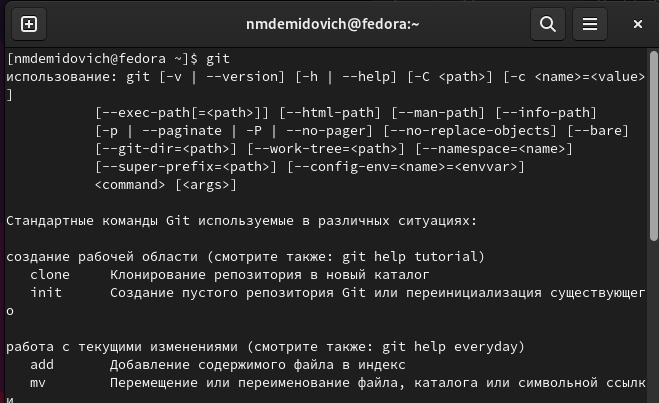 nmdemidovich@fedora:~
[nmdemidovich@fedora ~]$ git
использование: git [-v | --version] [-h | --help] [-C <path>] [-c <name>=<value>
]
           [--exec-path[=<path>]] [--html-path] [--man-path] [--info-path]
           [-p | --paginate | -P | --no-pager] [--no-replace-objects] [--bare]
           [--git-dir=<path>] [--work-tree=<path>] [--namespace=<name>]
           [--super-prefix=<path>] [--config-env=<name>=<envvar>]
           <command> [<args>]
Стандартные команды Git используемые в различных ситуациях:
создание рабочей области (смотрите также: git help tutorial)
   clone     Клонирование репозитория в новый каталог
   init      Создание пустого репозитория Git или переинициализация существующег
о
работа с текущими изменениями (смотрите также: git help everyday)
   add       Добавление содержимого файла в индекс
   mv        Перемещение или переименование файла, каталога или символьной ссылк
и